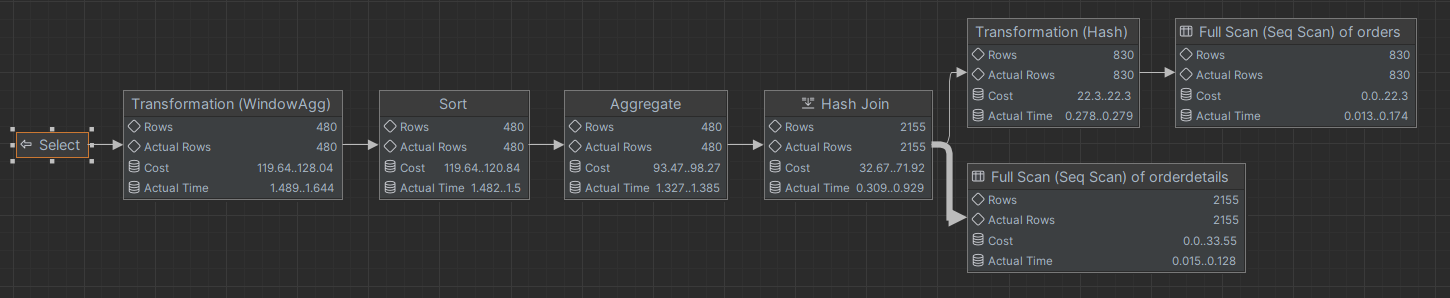 Select
Transformation (WindowAgg)
Rows 480
Actual Rows 480
Cost 119.64..128.04
Actual Time 1.489..1.644
Sort
Rows 480
Actual Rows 480
Cost 119.64..120.84
Actual Time 1.482..1.5
Aggregate
Rows 480
Actual Rows 480
Cost 93.47..98.27
Actual Time 1.327..1.385
Hash Join
Rows 2155
Actual Rows 2155
Cost 32.67..71.92
Actual Time 0.309..0.929
Transformation (Hash)
Rows 830
Actual Rows 830
Cost 22.3..22.3
Actual Time 0.278..0.279
Full Scan (Seq Scan) of orders
Rows 830
Actual Rows 830
Cost 0.0..22.3
Actual Time 0.013..0.174
Full Scan (Seq Scan) of orderdetails
Rows 2155
Actual Rows 2155
Cost 0.0..33.55
Actual Time 0.015..0.128